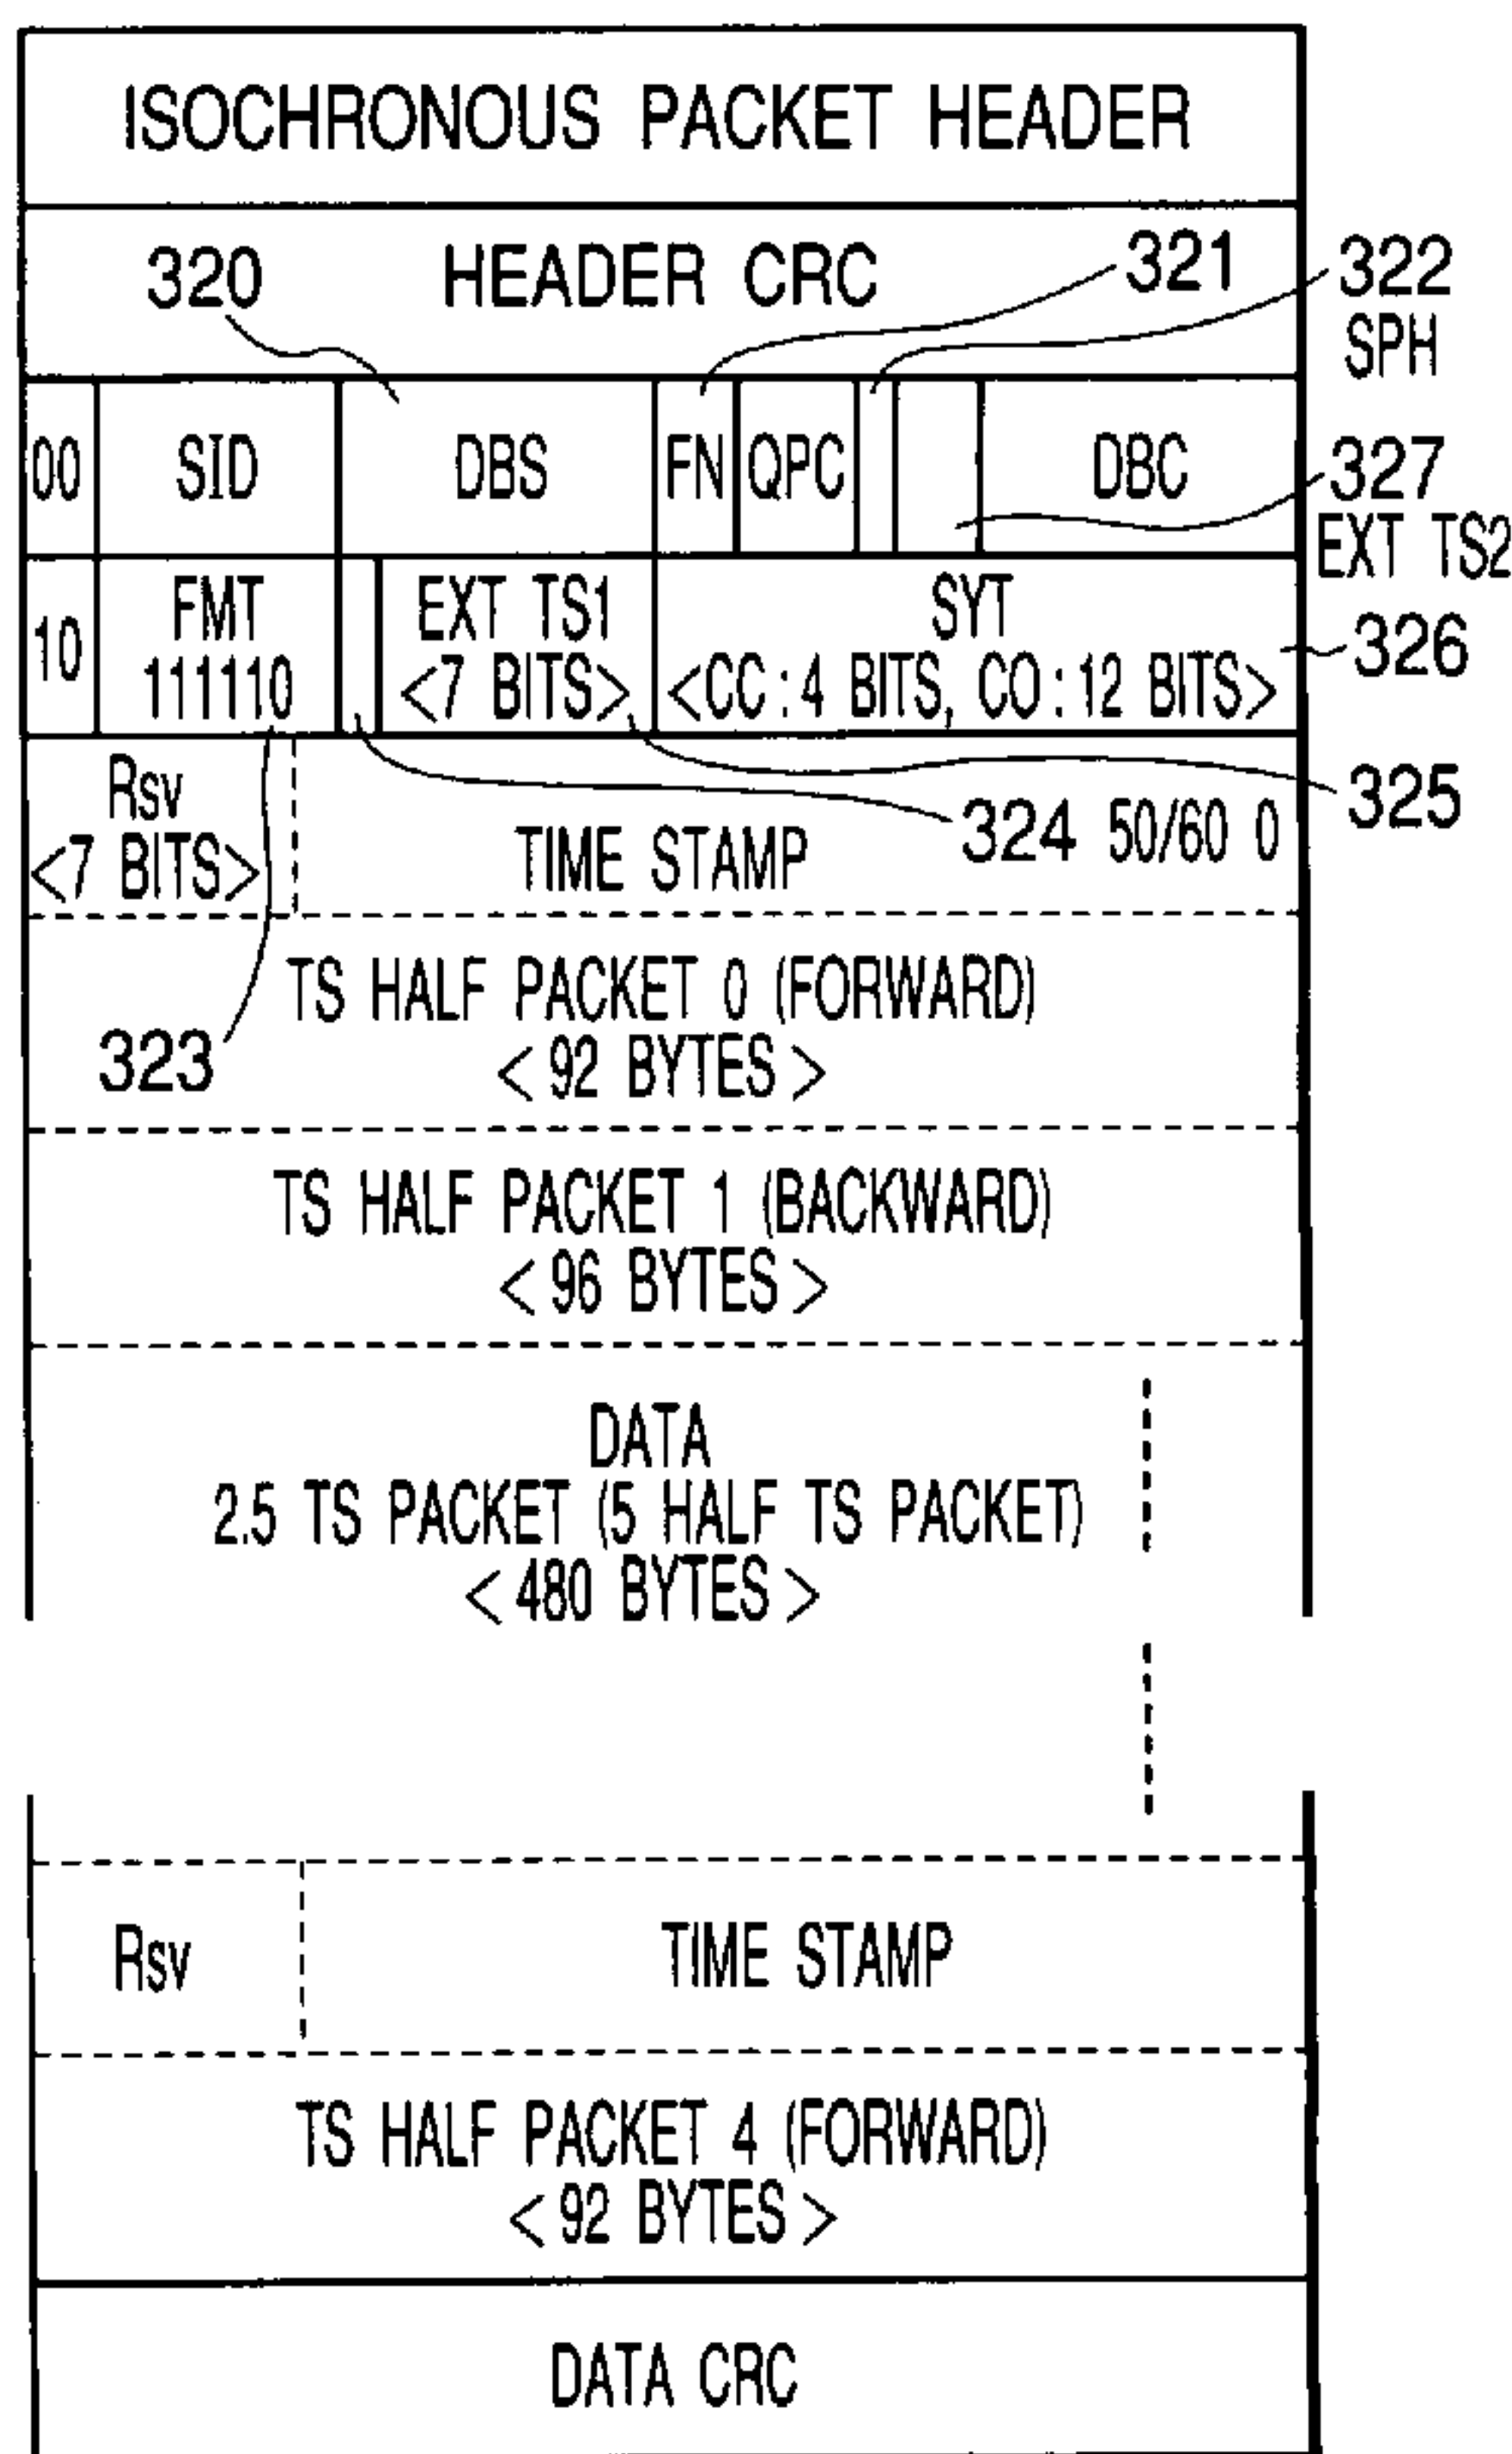 ISOCHRONOUS PACKET HEADER
320 HEADER CRC 321 322
SPH
00 SID DBS FN QPC DBC 327
EXT TS2
10 FMT
111110
EXT TS1
<7 BITS>
SYT
<CC : 4 BITS, CO : 12 BITS>
326
Rsv
<7 BITS>
TIME STAMP
324 50/60 0
325
TS HALF PACKET 0 (FORWARD)
< 92 BYTES >
323
TS HALF PACKET 1 (BACKWARD)
< 96 BYTES >
DATA
2.5 TS PACKET (5 HALF TS PACKET)
< 480 BYTES >
Rsv TIME STAMP
TS HALF PACKET 4 (FORWARD)
< 92 BYTES >
DATA CRC